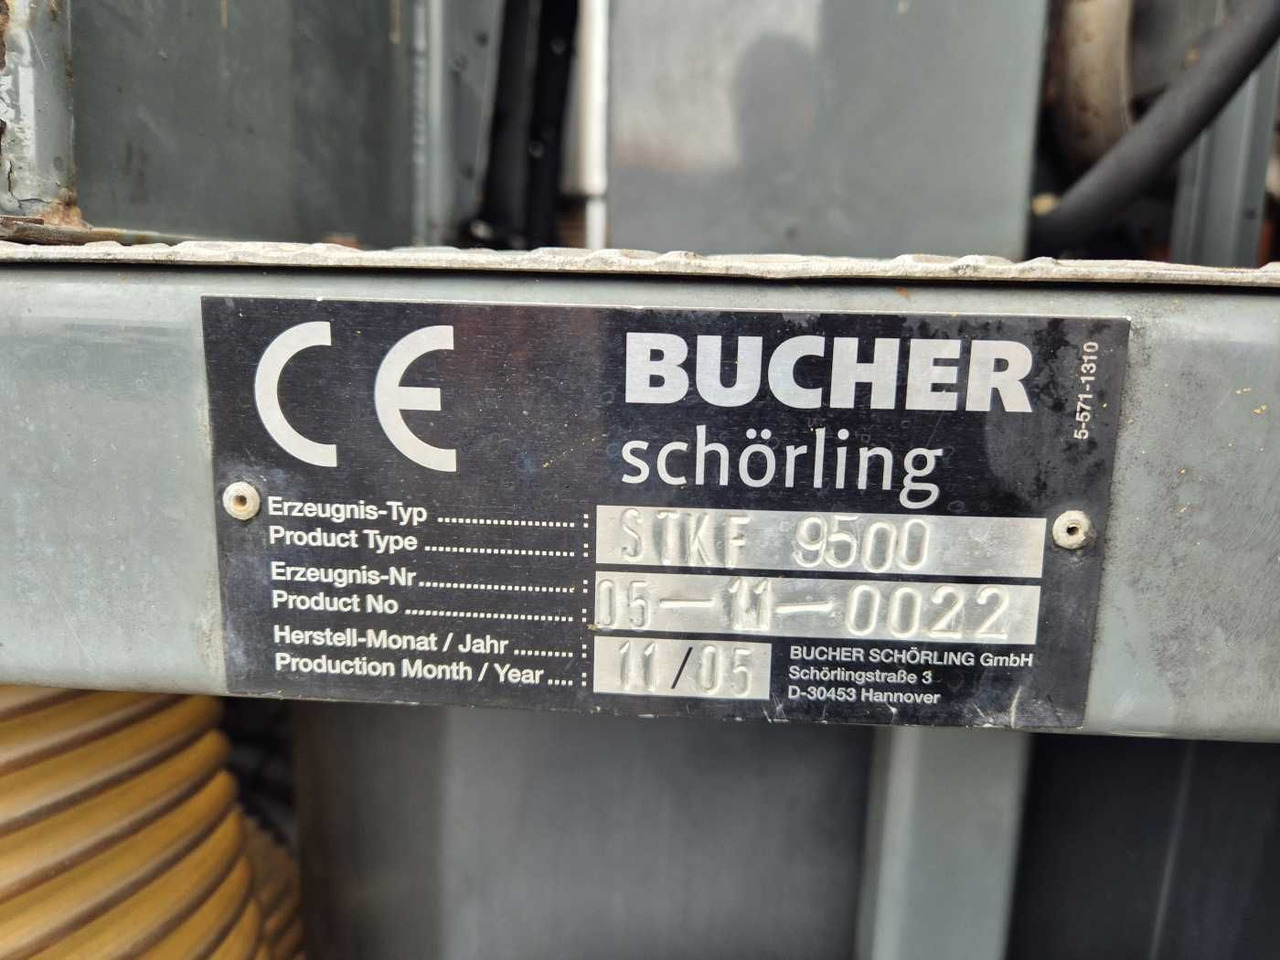 CE
BUCHER
schörling
5-571-1310
Erzeugnis-Typ ........................ :
Product Type ........................ : STKF 9500
Erzeugnis-Nr........................ :
Product No ........................ : 05-11-0022
Herstell-Monat / Jahr ......... :
Production Month / Year .... : 11/05
BUCHER SCHÖRLING GmbH
Schörlingstraße 3
D-30453 Hannover